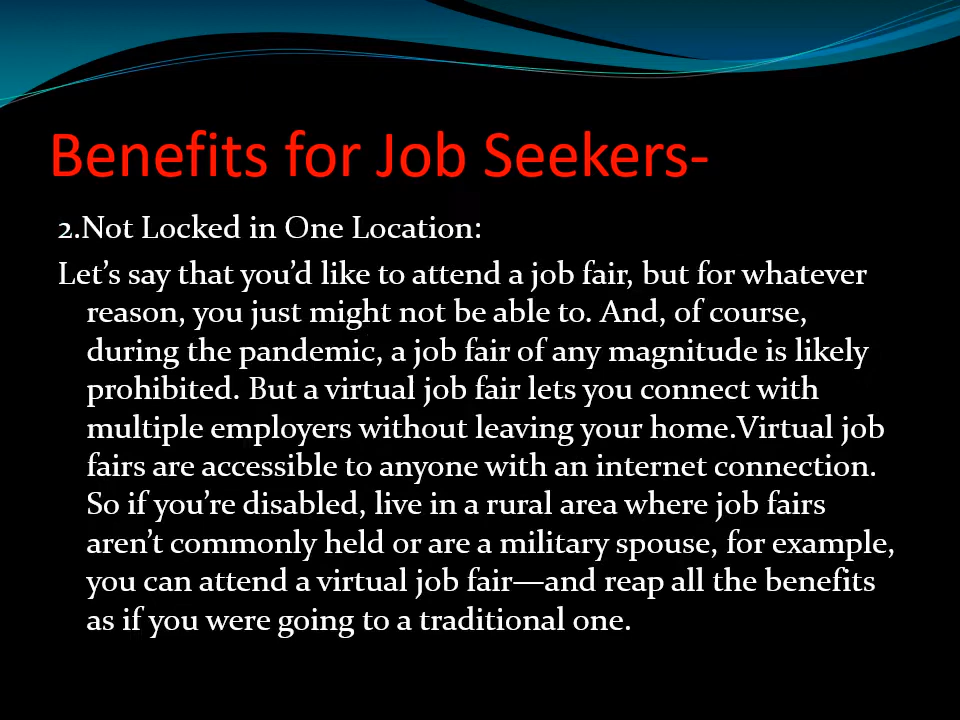 Benefits for Job Seekers-
2.Not Locked in One Location:
Let’s say that you’d like to attend a job fair, but for whatever
reason, you just might not be able to. And, of course,
during the pandemic, a job fair of any magnitude is likely
prohibited. But a virtual job fair lets you connect with
multiple employers without leaving your home.Virtual job
fairs are accessible to anyone with an internet connection.
So if you’re disabled, live in a rural area where job fairs
aren’t commonly held or are a military spouse, for example,
you can attend a virtual job fair—and reap all the benefits
as if you were going to a traditional one.